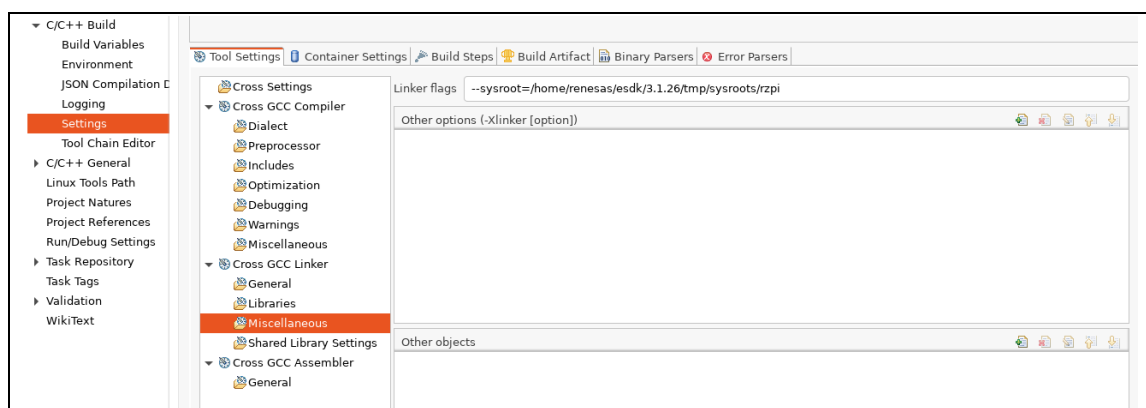 C/C++ Build
Build Variables
Environment
JSON Compilation D
Logging
Settings
Tool Chain Editor
C/C++ General
Linux Tools Path
Project Natures
Project References
Run/Debug Settings
Task Repository
Task Tags
Validation
WikiText
Tool Settings Container Settings Build Steps Build Artifact Binary Parsers Error Parsers
Cross Settings
Cross GCC Compiler
Dialect
Preprocessor
Includes
Optimization
Debugging
Warnings
Miscellaneous
Cross GCC Linker
General
Libraries
Miscellaneous
Shared Library Settings
Cross GCC Assembler
General
Linker flags --sysroot=/home/renesas/esdk/3.1.26/tmp/sysroots/rzpi
Other options (-Xlinker [option])
Other objects